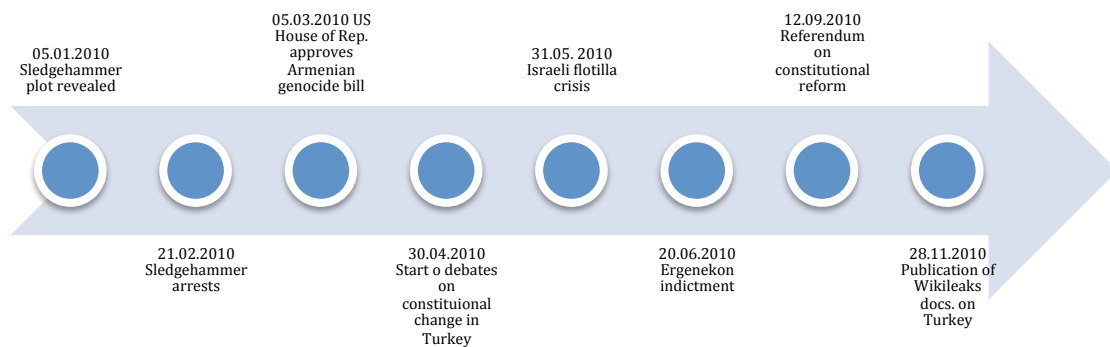 05.01.2010
Sledgehammer
plot revealed
21.02.2010
Sledgehammer
arrests
05.03.2010 US
House of Rep.
approves
Armenian
genocide bill
30.04.2010
Start o debates
on
constituional
change in
Turkey
31.05. 2010
Israeli flotilla
crisis
20.06.2010
Ergenekon
indictment
12.09.2010
Referendum
on
constitutional
reform
28.11.2010
Publication of
Wikileaks
docs. on
Turkey